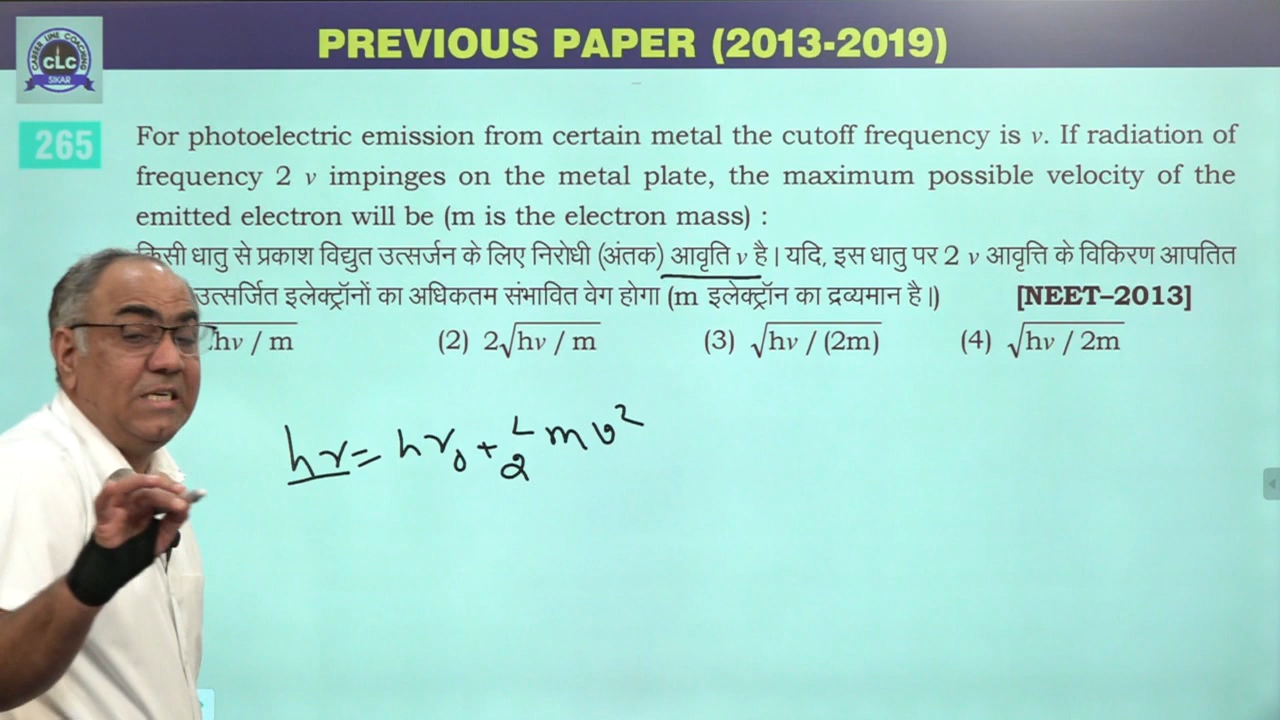 PREVIOUS PAPER (2013-2019)
CAREER LINE COACHING
CLC
SIKAR
265
For photoelectric emission from certain metal the cutoff frequency is v. If radiation of
frequency 2 v impinges on the metal plate, the maximum possible velocity of the
emitted electron will be (m is the electron mass) :
किसी धातु से प्रकाश विद्युत उत्सर्जन के लिए निरोधी (अंतक) आवृति v है। यदि, इस धातु पर 2 v आवृत्ति के विकिरण आपतित
उत्सर्जित इलेक्ट्रॉनों का अधिकतम संभावित वेग होगा (m इलेक्ट्रॉन का द्रव्यमान है।) [NEET–2013]
hv / m (2) 2√hv / m (3) √hv / (2m) (4) √hv / 2m
hν = hν₀ + 1/2 mv²